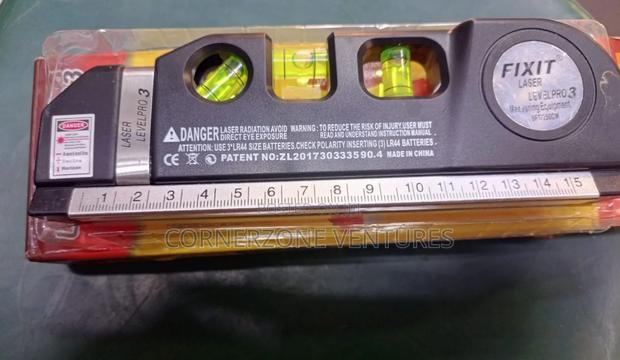 FIXIT
LASER
LEVELPRO 3
Measuring Equipment
8FT/250CM
LASER
LEVELPRO 3
DANGER
DANGER LASER RADIATION AVOID DIRECT EYE EXPOSURE
WARNING: TO REDUCE THE RISK OF INJURY.USER MUST READ AND UNDERSTAND INSTRUCTION MANUAL.
ATTENTION: USE 3*LR44 SIZE BATTERIES.CHECK POLARITY INSERTING (3) LR44 BATTERIES.
CE PATENT NO:ZL201730333590.4 MADE IN CHINA
1 2 3 4 5 6 7 8 9 10 11 12 13 14 15
CORNERZONE VENTURES